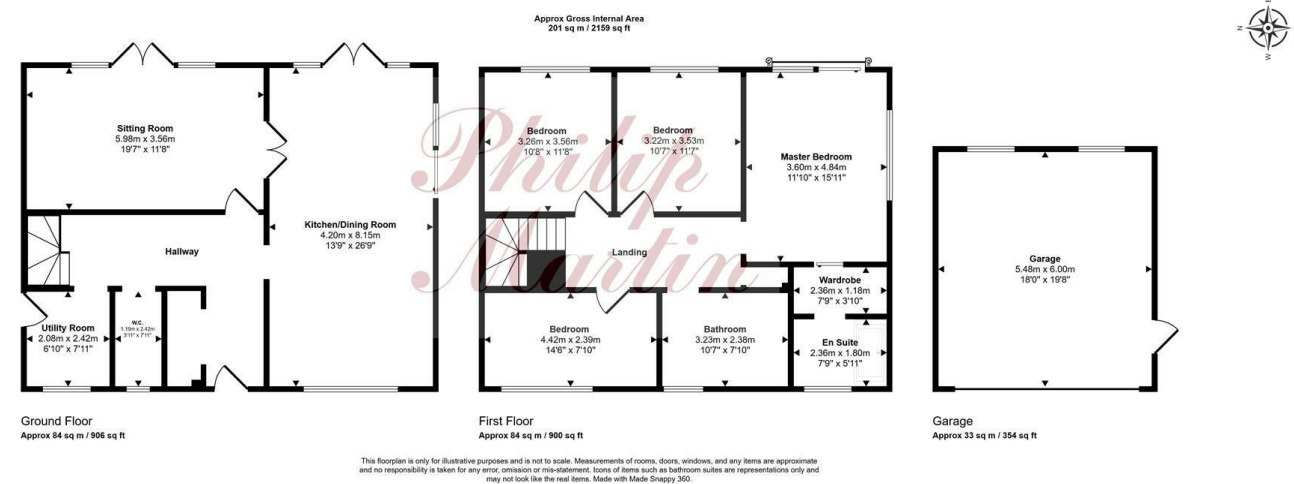 Approx Gross Internal Area
201 sq m / 2159 sq ft
E
N
S
W
Sitting Room
5.98m x 3.56m
19'7" x 11'8"
Kitchen/Dining Room
4.20m x 8.15m
13'9" x 26'9"
Hallway
Utility Room
2.08m x 2.42m
6'10" x 7'11"
W.C.
1.19m x 2.42m
3'11" x 7'11"
Ground Floor
Approx 84 sq m / 906 sq ft
Bedroom
3.26m x 3.56m
10'8" x 11'8"
Bedroom
3.22m x 3.53m
10'7" x 11'7"
Master Bedroom
3.60m x 4.84m
11'10" x 15'11"
Landing
Wardrobe
2.36m x 1.18m
7'9" x 3'10"
Bedroom
4.42m x 2.39m
14'6" x 7'10"
Bathroom
3.23m x 2.38m
10'7" x 7'10"
En Suite
2.36m x 1.80m
7'9" x 5'11"
First Floor
Approx 84 sq m / 900 sq ft
Garage
5.48m x 6.00m
18'0" x 19'8"
Garage
Approx 33 sq m / 354 sq ft
Philip
Martin
This floorplan is only for illustrative purposes and is not to scale. Measurements of rooms, doors, windows, and any items are approximate
and no responsibility is taken for any error, omission or mis-statement. Icons of items such as bathroom suites are representations only and
may not look like the real items. Made with Made Snappy 360.